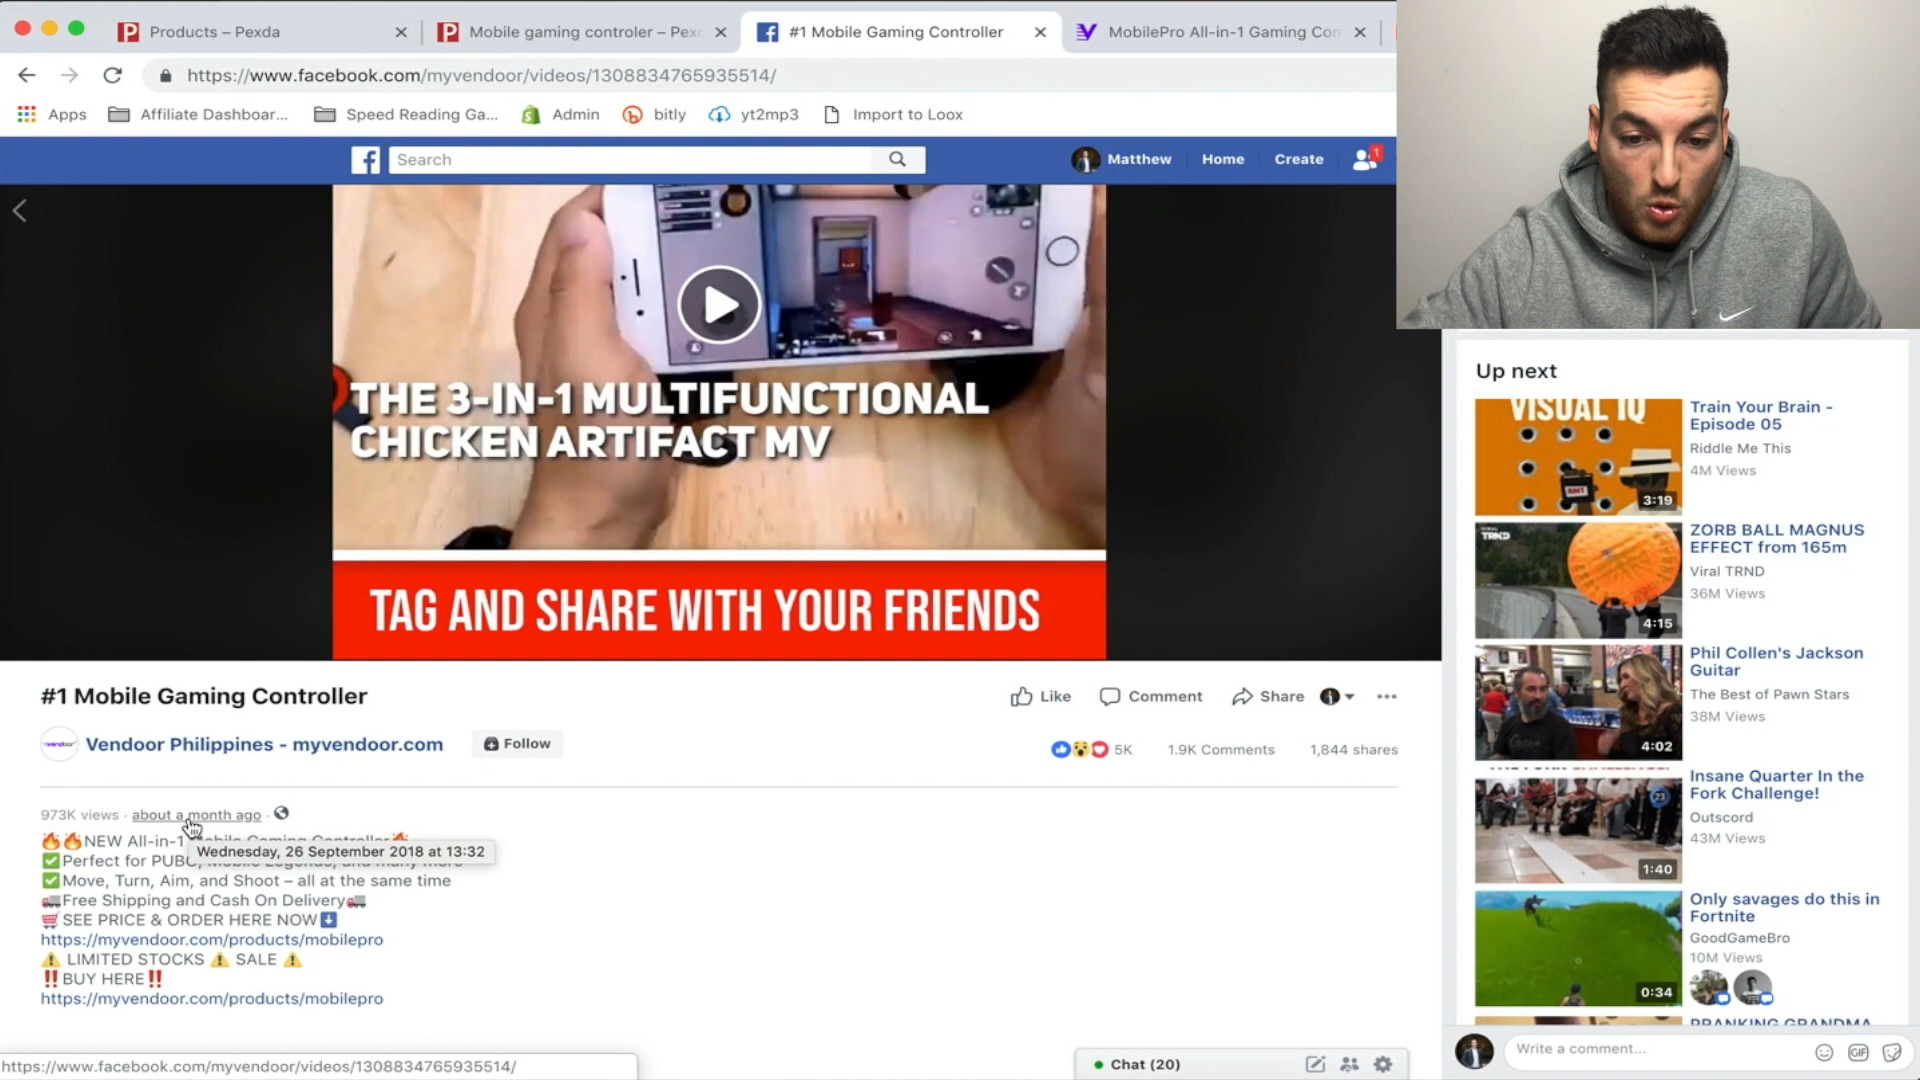 Products – Pexda
Mobile gaming controler – Pex
#1 Mobile Gaming Controller
MobilePro All-in-1 Gaming Con
https://www.facebook.com/myvendoor/videos/1308834765935514/
Apps
Affiliate Dashboar...
Speed Reading Ga...
Admin
bitly
yt2mp3
Import to Loox
Search
Matthew
Home
Create
1
THE 3-IN-1 MULTIFUNCTIONAL
CHICKEN ARTIFACT MV
TAG AND SHARE WITH YOUR FRIENDS
#1 Mobile Gaming Controller
Like
Comment
Share
Vendoor Philippines - myvendoor.com
Follow
5K
1.9K Comments
1,844 shares
973K views · about a month ago ·
🔥🔥NEW All-in-1 Mobile Gaming Controller🔥
Wednesday, 26 September 2018 at 13:32
✅Perfect for PUBG, Mobile Legends, and many more
✅Move, Turn, Aim, and Shoot – all at the same time
🚛Free Shipping and Cash On Delivery🚛
🛒SEE PRICE & ORDER HERE NOW⬇️
https://myvendoor.com/products/mobilepro
⚠️ LIMITED STOCKS ⚠️ SALE ⚠️
‼️BUY HERE‼️
https://myvendoor.com/products/mobilepro
https://www.facebook.com/myvendoor/videos/1308834765935514/
Up next
VISUAL IQ
3:19
Train Your Brain -
Episode 05
Riddle Me This
4M Views
TRND
4:15
ZORB BALL MAGNUS
EFFECT from 165m
Viral TRND
36M Views
4:02
Phil Collen's Jackson
Guitar
The Best of Pawn Stars
38M Views
23
1:40
Insane Quarter In the
Fork Challenge!
Outscord
43M Views
0:34
Only savages do this in
Fortnite
GoodGameBro
10M Views
PRANKING GRANDMA
Chat (20)
Write a comment...
GIF